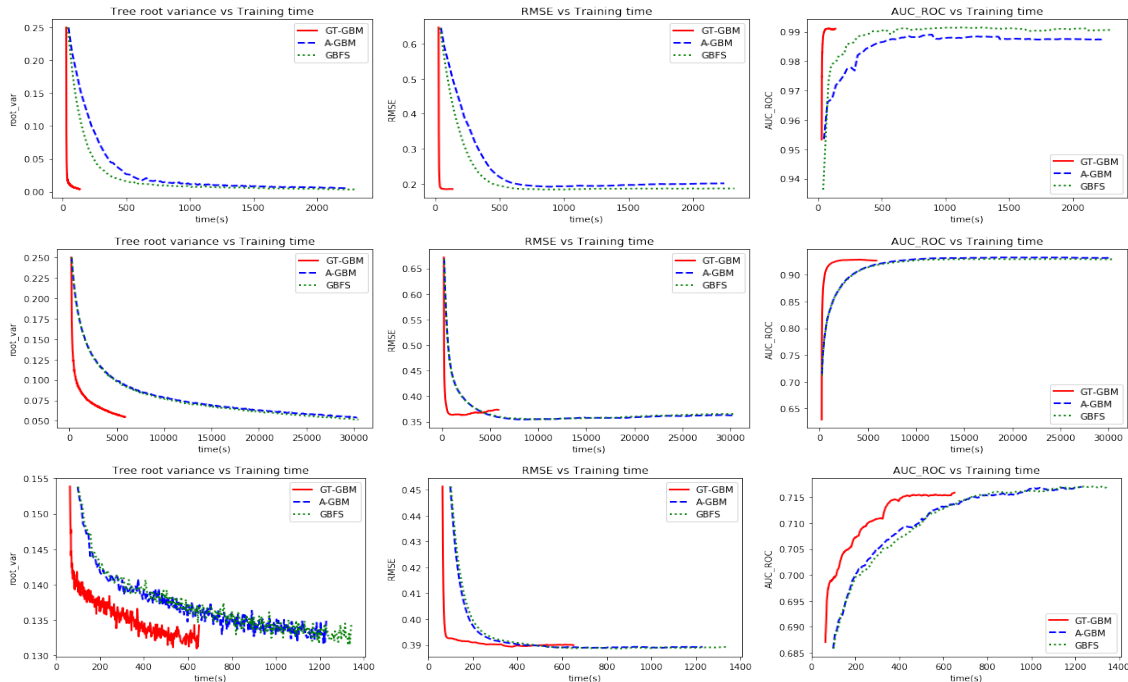 Tree root variance vs Training time
RMSE vs Training time
AUC_ROC vs Training time
0.25
0.20
0.15
0.10
0.05
0.00
root_var
GT-GBM
A-GBM
GBFS
0 500 1000 1500 2000
time(s)
0.6
0.5
0.4
0.3
0.2
RMSE
GT-GBM
A-GBM
GBFS
0 500 1000 1500 2000
time(s)
0.99
0.98
0.97
0.96
0.95
0.94
AUC_ROC
GT-GBM
A-GBM
GBFS
0 500 1000 1500 2000
time(s)
Tree root variance vs Training time
RMSE vs Training time
AUC_ROC vs Training time
0.250
0.225
0.200
0.175
0.150
0.125
0.100
0.075
0.050
root_var
GT-GBM
A-GBM
GBFS
0 5000 10000 15000 20000 25000 30000
time(s)
0.65
0.60
0.55
0.50
0.45
0.40
0.35
RMSE
GT-GBM
A-GBM
GBFS
0 5000 10000 15000 20000 25000 30000
time(s)
0.90
0.85
0.80
0.75
0.70
0.65
AUC_ROC
GT-GBM
A-GBM
GBFS
0 5000 10000 15000 20000 25000 30000
time(s)
Tree root variance vs Training time
RMSE vs Training time
AUC_ROC vs Training time
0.155
0.150
0.145
0.140
0.135
0.130
root_var
GT-GBM
A-GBM
GBFS
0 200 400 600 800 1000 1200 1400
time(s)
0.45
0.44
0.43
0.42
0.41
0.40
0.39
RMSE
GT-GBM
A-GBM
GBFS
0 200 400 600 800 1000 1200 1400
time(s)
0.715
0.710
0.705
0.700
0.695
0.690
0.685
AUC_ROC
GT-GBM
A-GBM
GBFS
0 200 400 600 800 1000 1200 1400
time(s)